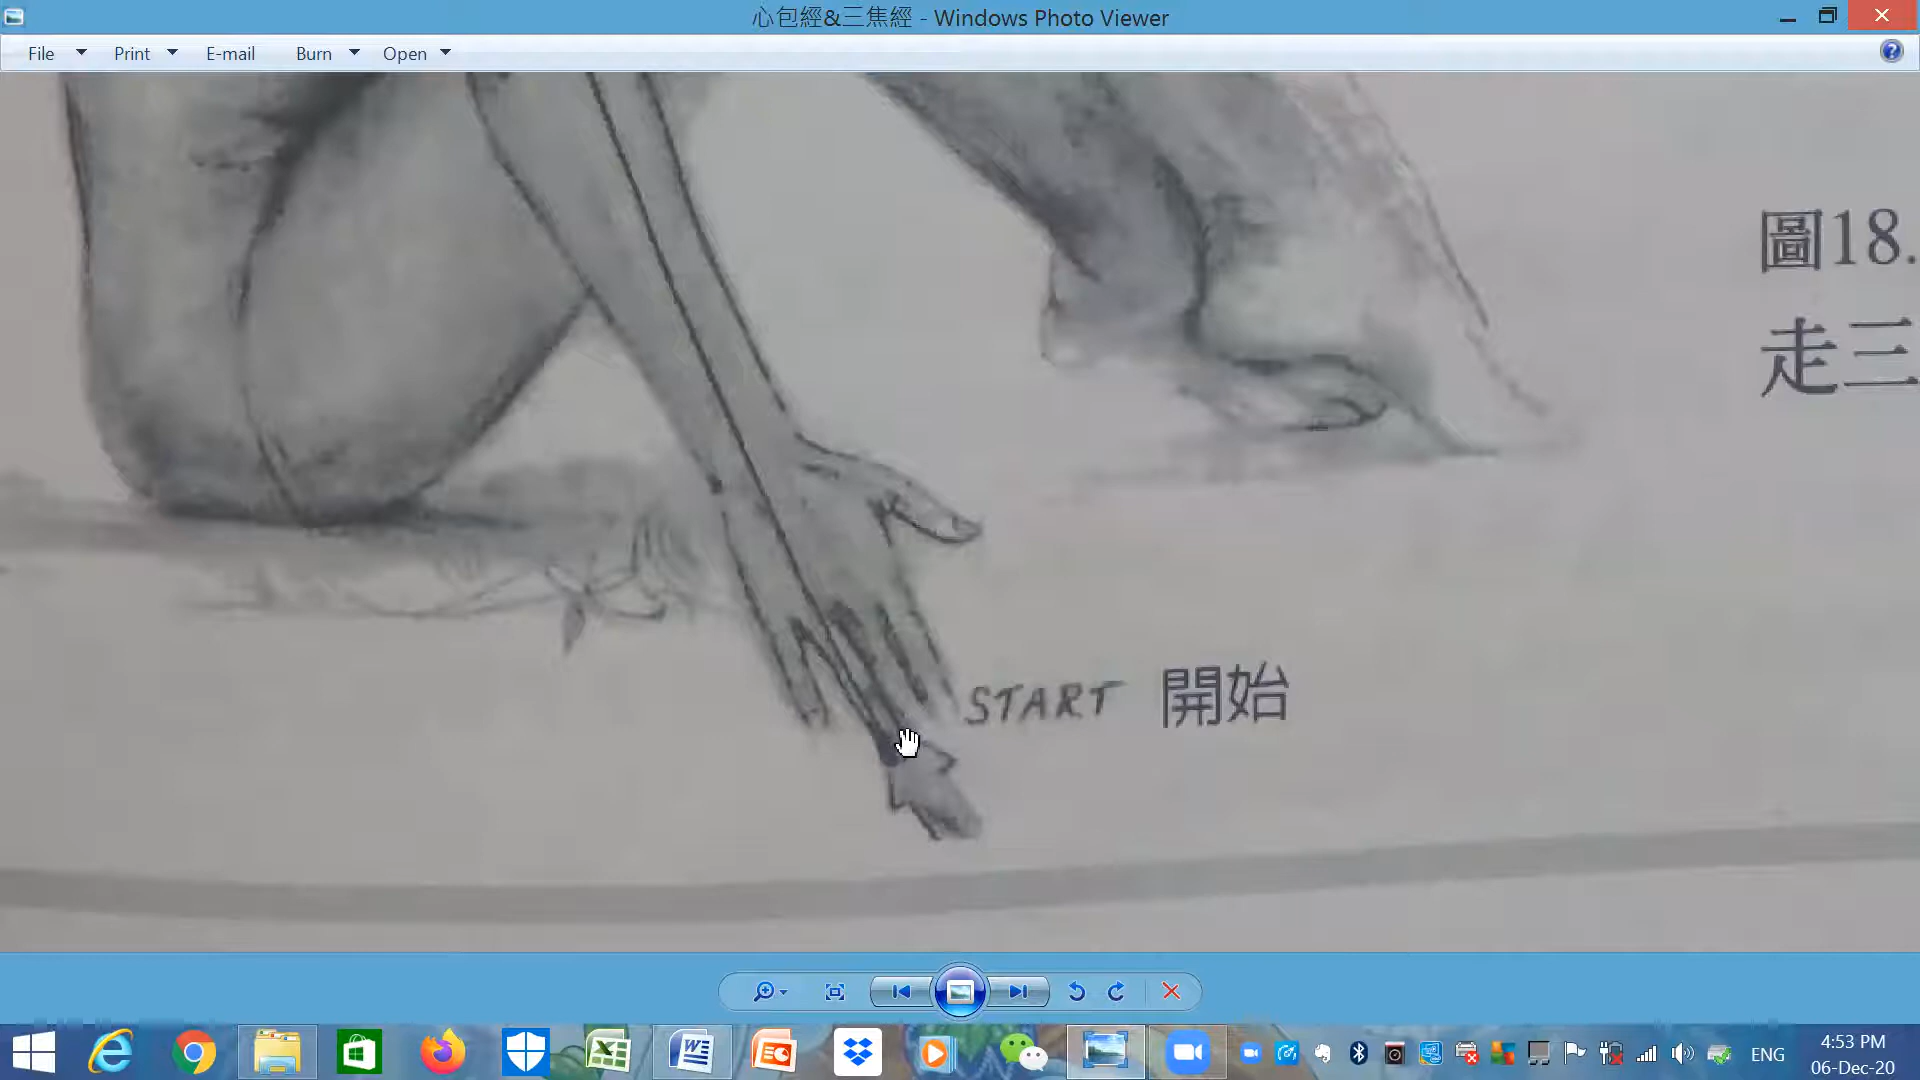 心包經&三焦經 - Windows Photo Viewer
File Print E-mail Burn Open
圖18.
走三
START 開始
ENG
4:53 PM
06-Dec-20